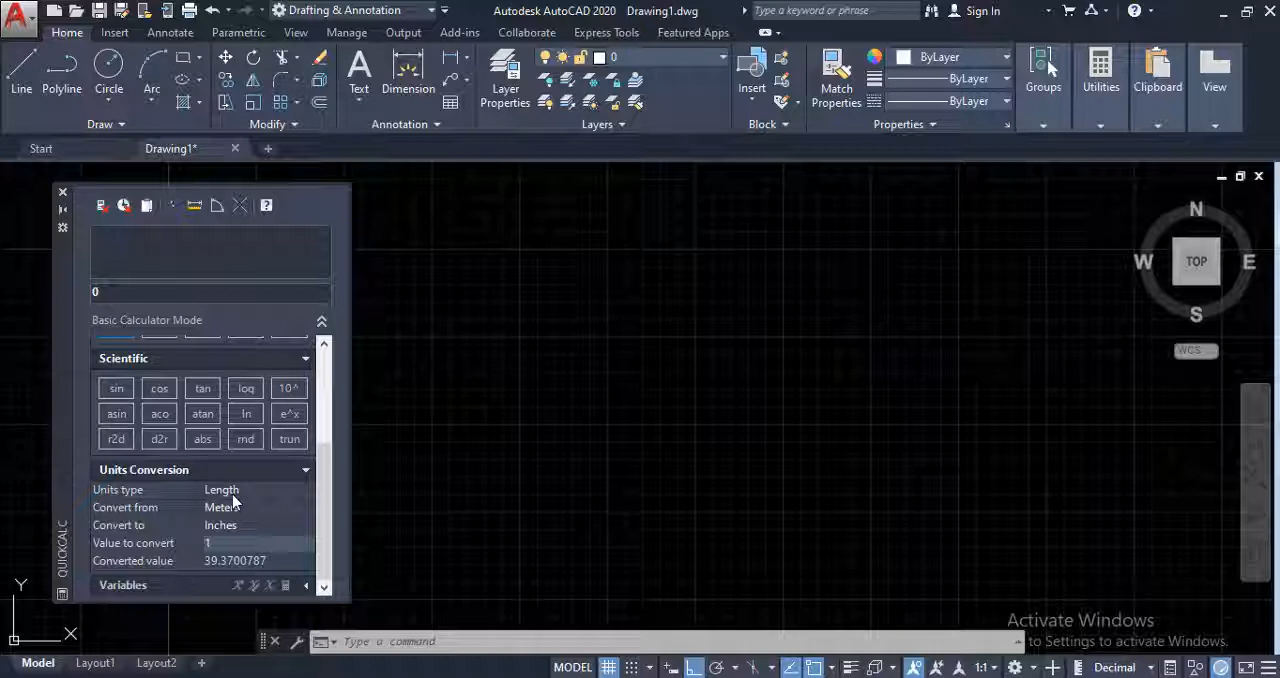 Drafting & Annotation
Autodesk AutoCAD 2020 Drawing1.dwg
Type a keyword or phrase
Sign In
Home Insert Annotate Parametric View Manage Output Add-ins Collaborate Express Tools Featured Apps
0
ByLayer
ByLayer
ByLayer
Line Polyline Circle Arc
Text Dimension
Layer Properties
Insert
Match Properties
Groups Utilities Clipboard View
Draw Modify Annotation Layers Block Properties
Start Drawing1*
N
W TOP E
S
WCS
0
Basic Calculator Mode
Scientific
sin cos tan log 10^
asin aco atan ln e^x
r2d d2r abs rnd trun
Units Conversion
Units type Length
Convert from Meters
Convert to Inches
Value to convert 1
Converted value 39.3700787
Variables
QUICKCALC
Y
X
Type a command
Activate Windows
to Settings to activate Windows.
Model Layout1 Layout2
MODEL 1:1 Decimal